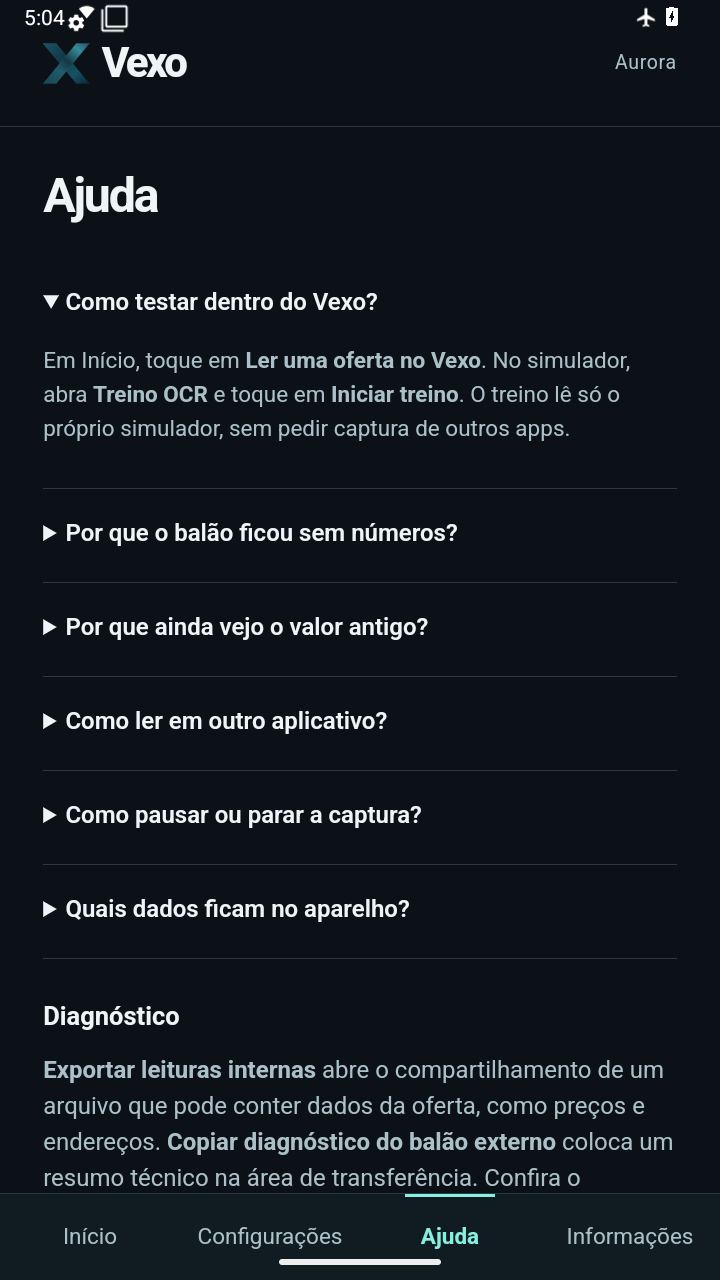 5:04
Vexo
Aurora
Ajuda
▼ Como testar dentro do Vexo?
Em Início, toque em Ler uma oferta no Vexo. No simulador,
abra Treino OCR e toque em Iniciar treino. O treino lê só o
próprio simulador, sem pedir captura de outros apps.
▶ Por que o balão ficou sem números?
▶ Por que ainda vejo o valor antigo?
▶ Como ler em outro aplicativo?
▶ Como pausar ou parar a captura?
▶ Quais dados ficam no aparelho?
Diagnóstico
Exportar leituras internas abre o compartilhamento de um
arquivo que pode conter dados da oferta, como preços e
endereços. Copiar diagnóstico do balão externo coloca um
resumo técnico na área de transferência. Confira o
Início
Configurações
Ajuda
Informações